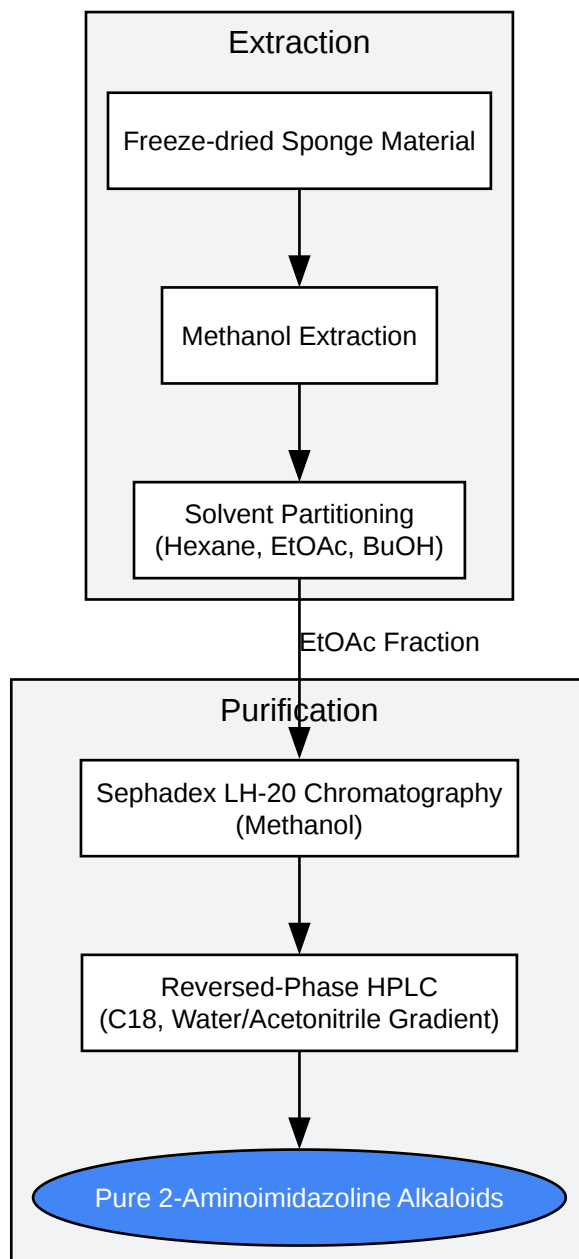 Extraction
Freeze-dried Sponge Material
Methanol Extraction
Solvent Partitioning
(Hexane, EtOAc, BuOH)
EtOAc Fraction
Purification
Sephadex LH-20 Chromatography
(Methanol)
Reversed-Phase HPLC
(C18, Water/Acetonitrile Gradient)
Pure 2-Aminoimidazoline Alkaloids